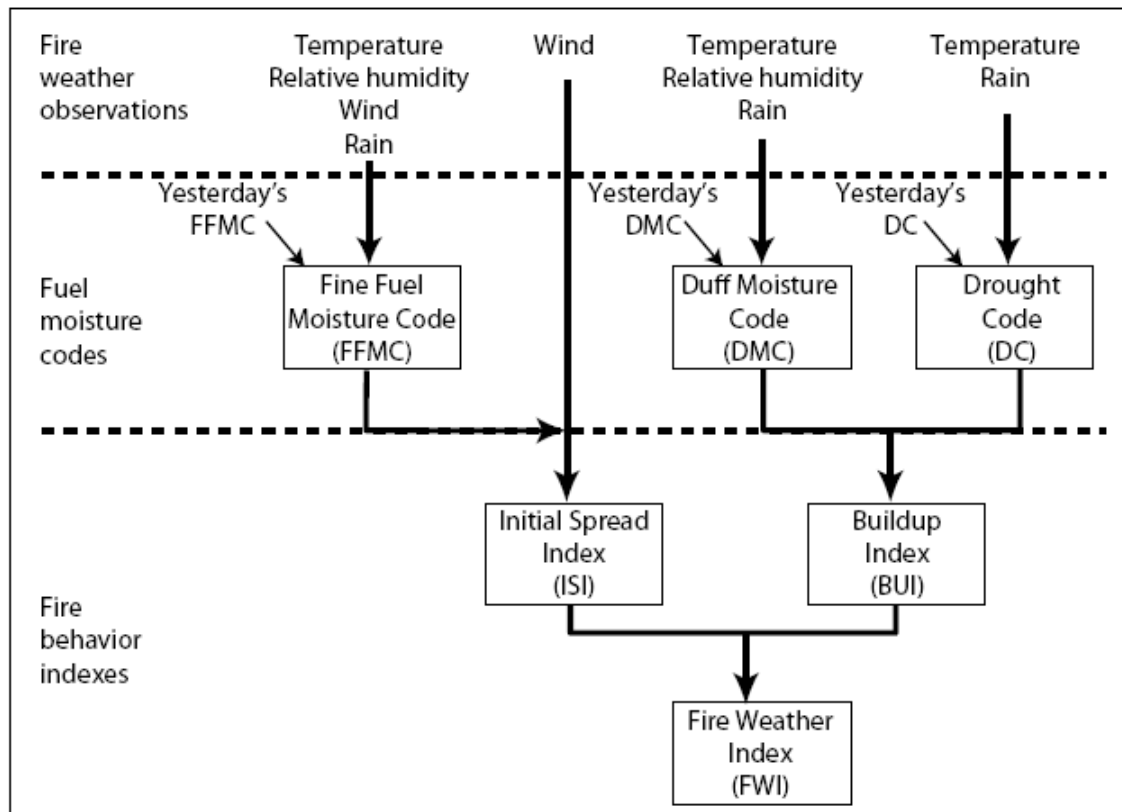 Fire
weather
observations
Temperature
Relative humidity
Wind
Rain
Wind
Temperature
Relative humidity
Rain
Temperature
Rain
Yesterday's
FFMC
Yesterday's
DMC
Yesterday's
DC
Fuel
moisture
codes
Fine Fuel
Moisture Code
(FFMC)
Duff Moisture
Code
(DMC)
Drought
Code
(DC)
Fire
behavior
indexes
Initial Spread
Index
(ISI)
Buildup
Index
(BUI)
Fire Weather
Index
(FWI)